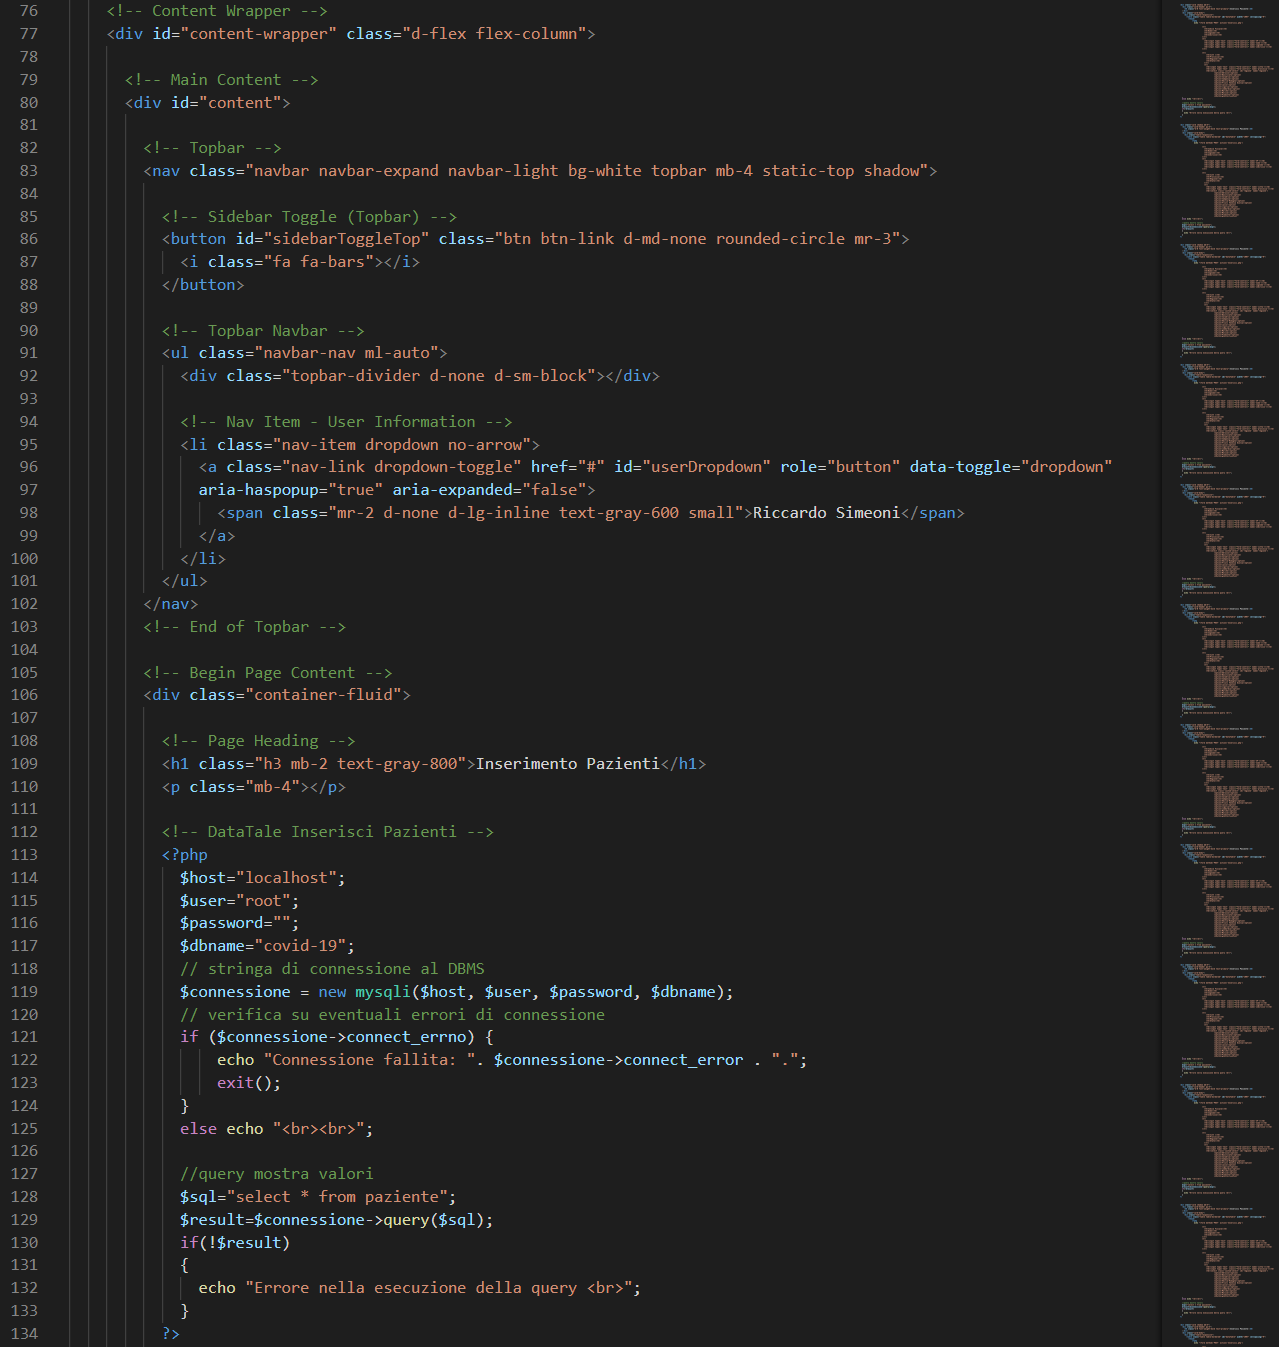 76 <!-- Content Wrapper -->
77 <div id="content-wrapper" class="d-flex flex-column">
78
79 <!-- Main Content -->
80 <div id="content">
81
82 <!-- Topbar -->
83 <nav class="navbar navbar-expand navbar-light bg-white topbar mb-4 static-top shadow">
84
85 <!-- Sidebar Toggle (Topbar) -->
86 <button id="sidebarToggleTop" class="btn btn-link d-md-none rounded-circle mr-3">
87 <i class="fa fa-bars"></i>
88 </button>
89
90 <!-- Topbar Navbar -->
91 <ul class="navbar-nav ml-auto">
92 <div class="topbar-divider d-none d-sm-block"></div>
93
94 <!-- Nav Item - User Information -->
95 <li class="nav-item dropdown no-arrow">
96 <a class="nav-link dropdown-toggle" href="#" id="userDropdown" role="button" data-toggle="dropdown"
97 aria-haspopup="true" aria-expanded="false">
98 <span class="mr-2 d-none d-lg-inline text-gray-600 small">Riccardo Simeoni</span>
99 </a>
100 </li>
101 </ul>
102 </nav>
103 <!-- End of Topbar -->
104
105 <!-- Begin Page Content -->
106 <div class="container-fluid">
107
108 <!-- Page Heading -->
109 <h1 class="h3 mb-2 text-gray-800">Inserimento Pazienti</h1>
110 <p class="mb-4"></p>
111
112 <!-- DataTale Inserisci Pazienti -->
113 <?php
114 $host="localhost";
115 $user="root";
116 $password="";
117 $dbname="covid-19";
118 // stringa di connessione al DBMS
119 $connessione = new mysqli($host, $user, $password, $dbname);
120 // verifica su eventuali errori di connessione
121 if ($connessione->connect_errno) {
122 echo "Connessione fallita: ". $connessione->connect_error . ".";
123 exit();
124 }
125 else echo "<br><br>";
126
127 //query mostra valori
128 $sql="select * from paziente";
129 $result=$connessione->query($sql);
130 if(!$result)
131 {
132 echo "Errore nella esecuzione della query <br>";
133 }
134 ?>